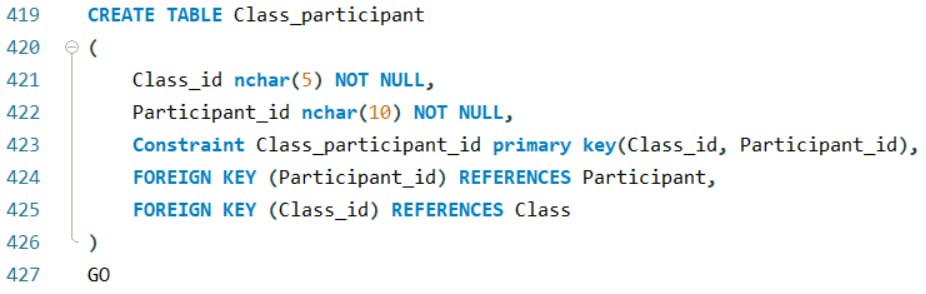 419 CREATE TABLE Class_participant
420 (
421 Class_id nchar(5) NOT NULL,
422 Participant_id nchar(10) NOT NULL,
423 Constraint Class_participant_id primary key(Class_id, Participant_id),
424 FOREIGN KEY (Participant_id) REFERENCES Participant,
425 FOREIGN KEY (Class_id) REFERENCES Class
426 )
427 GO